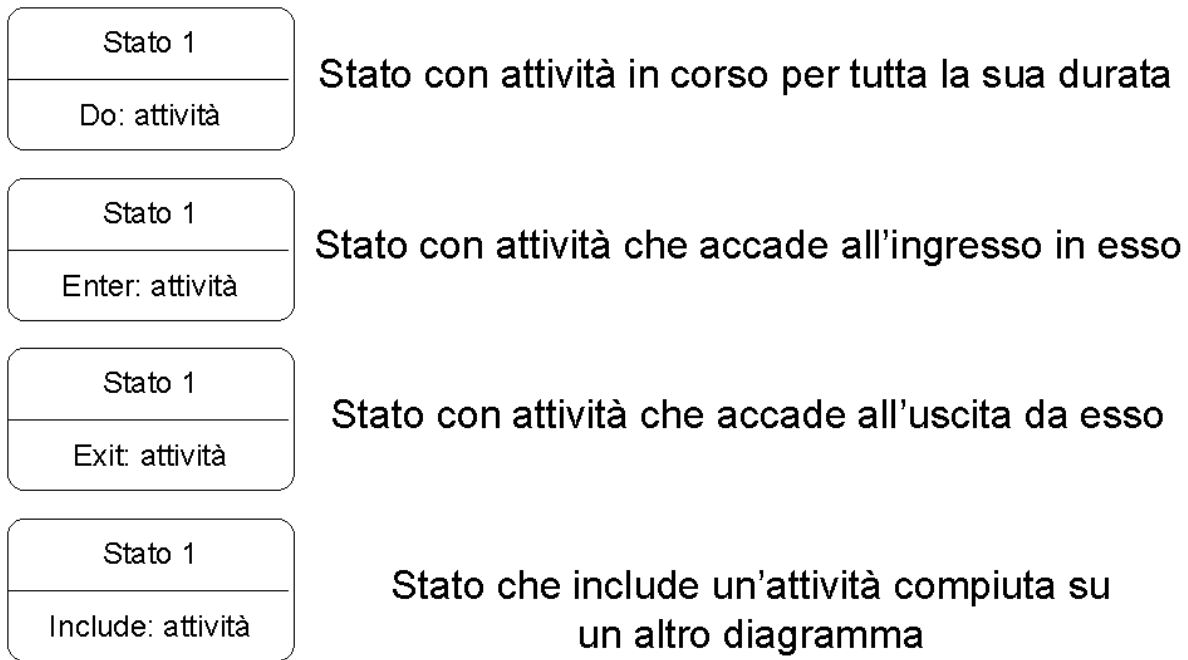 Stato 1
Do: attività
Stato con attività in corso per tutta la sua durata
Stato 1
Enter: attività
Stato con attività che accade all’ingresso in esso
Stato 1
Exit: attività
Stato con attività che accade all’uscita da esso
Stato 1
Include: attività
Stato che include un’attività compiuta su
un altro diagramma